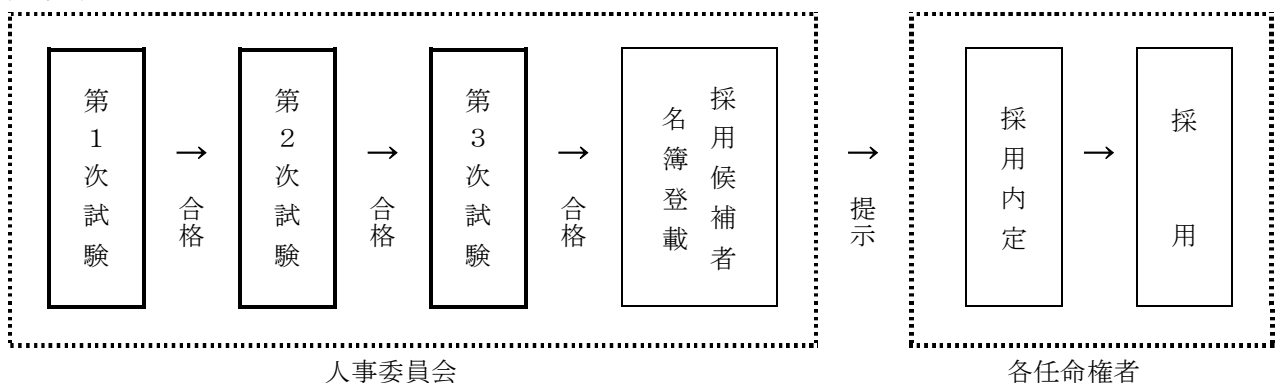 第１次試験
→
合格
第２次試験
→
合格
第３次試験
→
合格
採用候補者
名簿登載
→
提示
採用内定
→
採用
人事委員会
各任命権者